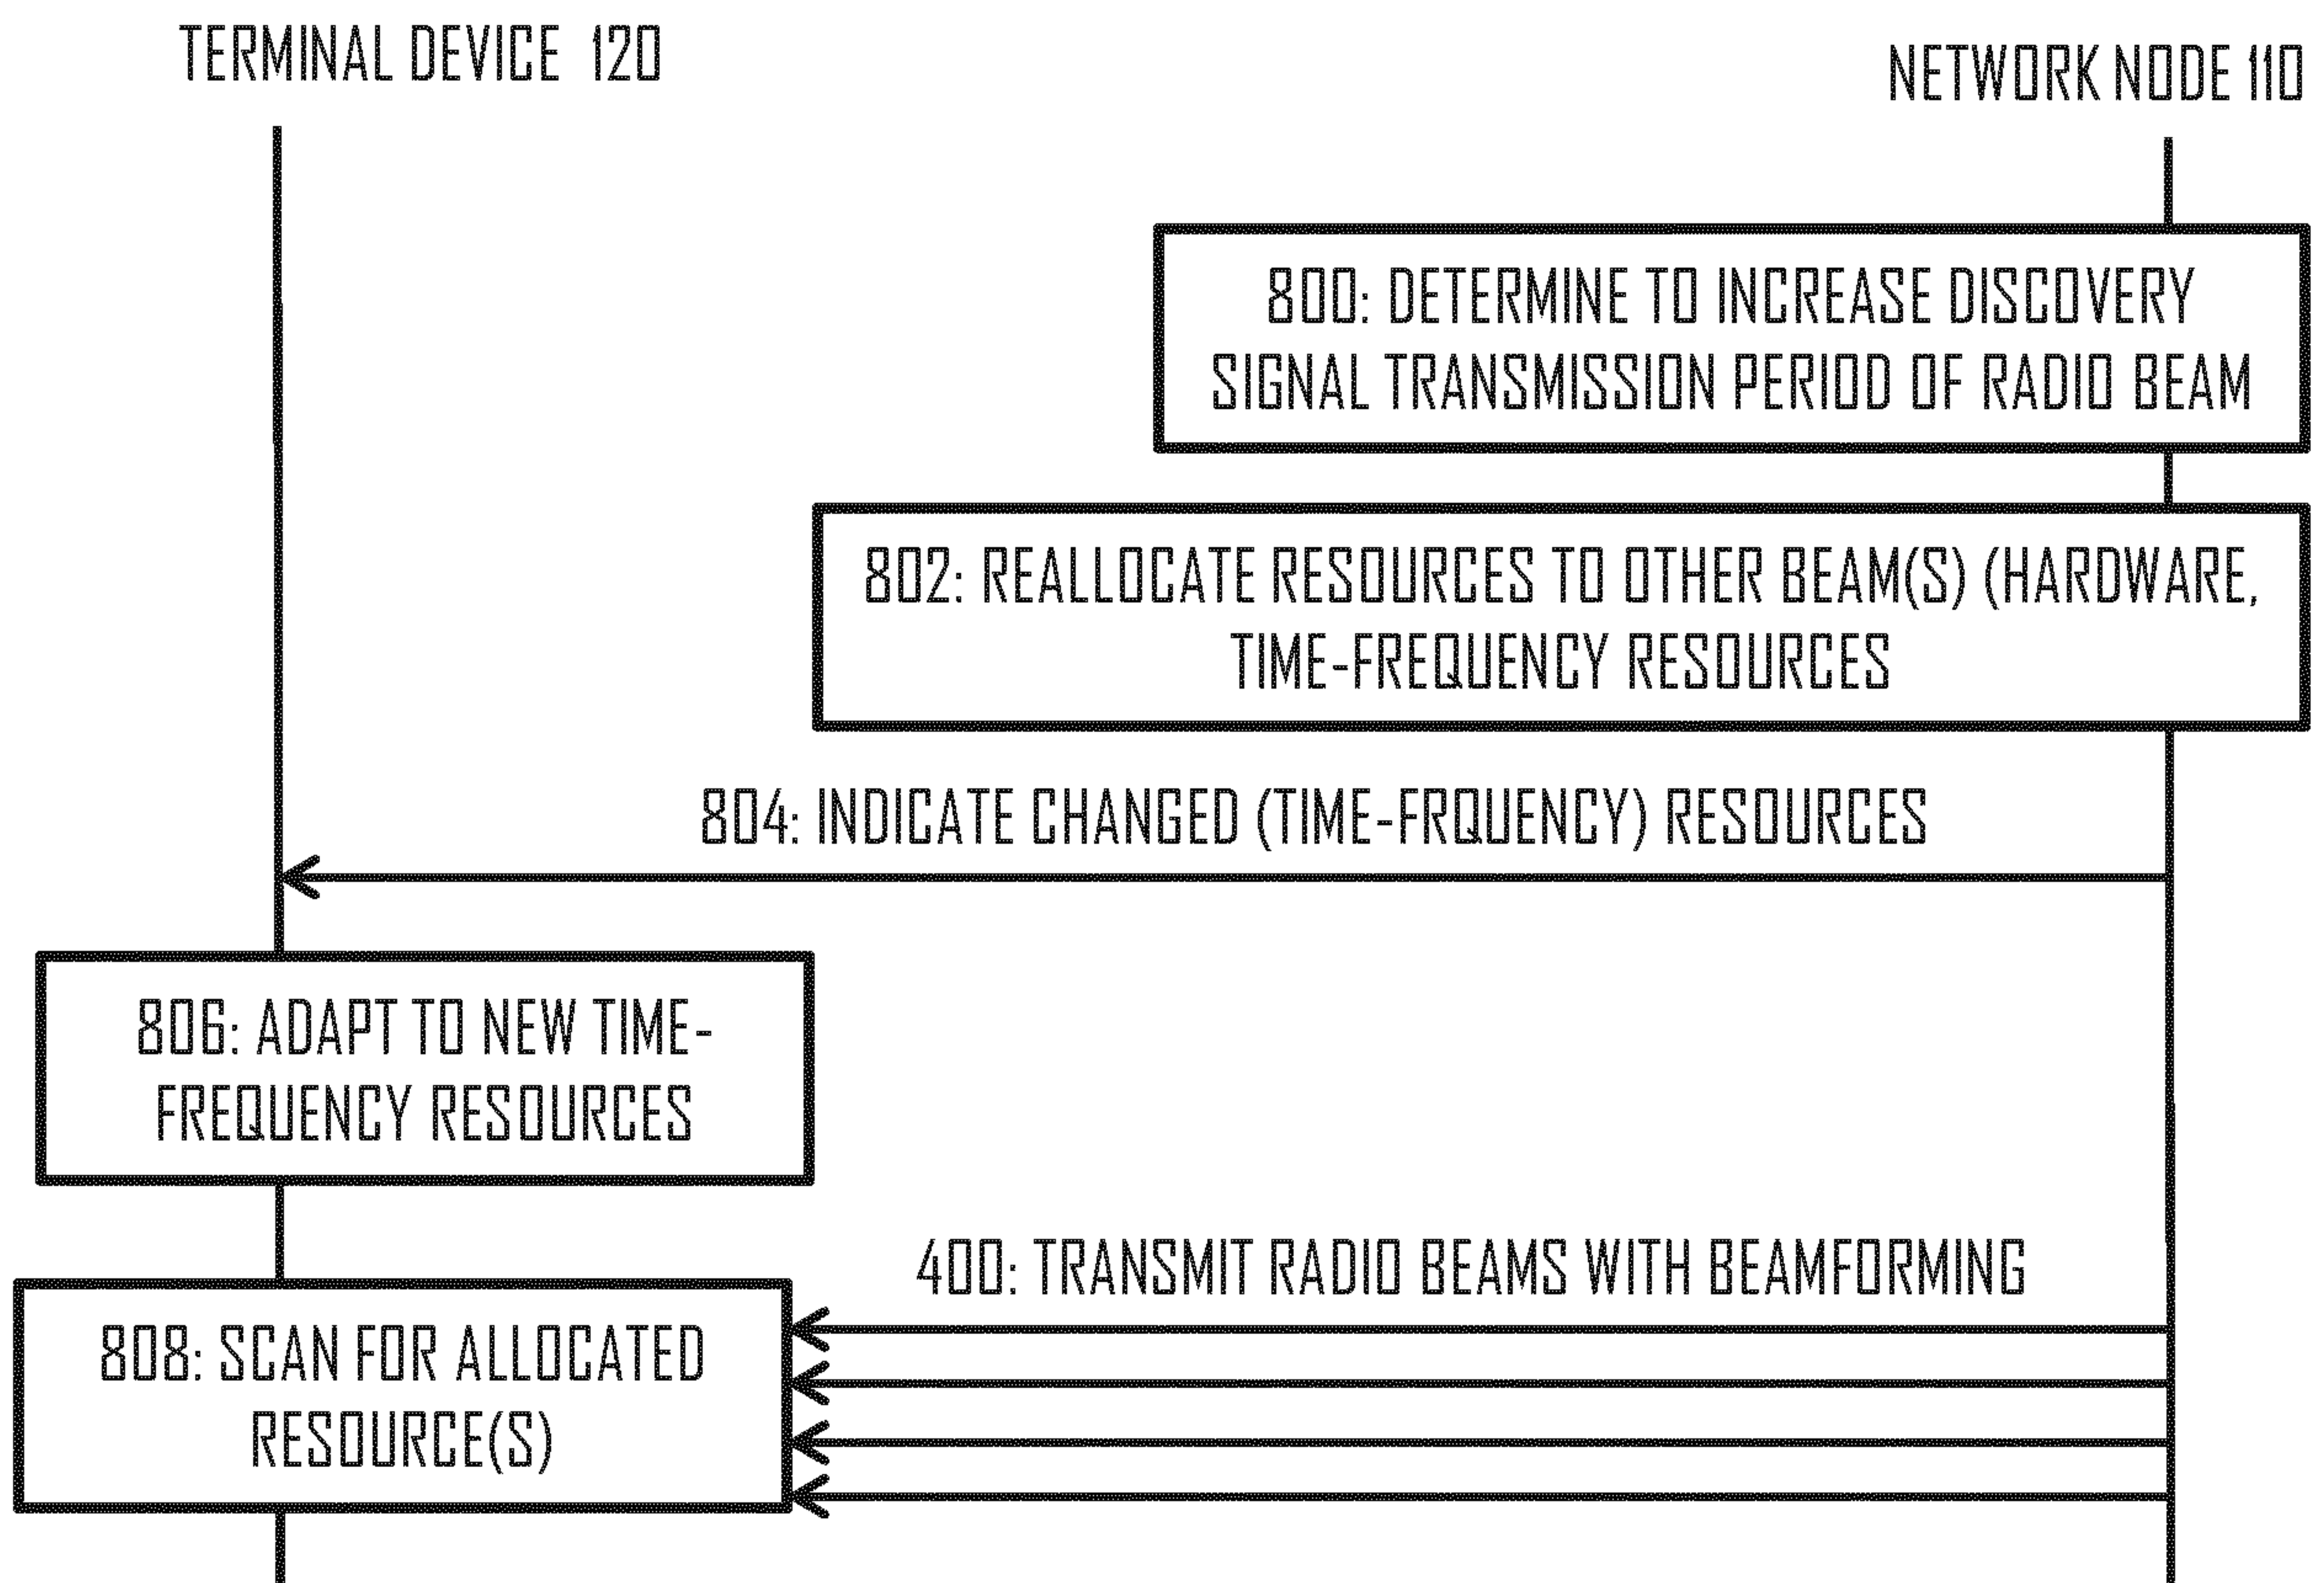 TERMINAL DEVICE 120
NETWORK NODE 110
800: DETERMINE TO INCREASE DISCOVERY
SIGNAL TRANSMISSION PERIOD OF RADIO BEAM
802: REALLOCATE RESOURCES TO OTHER BEAM(S) (HARDWARE,
TIME-FREQUENCY RESOURCES
804: INDICATE CHANGED (TIME-FRQUENCY) RESOURCES
806: ADAPT TO NEW TIME-
FREQUENCY RESOURCES
400: TRANSMIT RADIO BEAMS WITH BEAMFORMING
808: SCAN FOR ALLOCATED
RESOURCE(S)